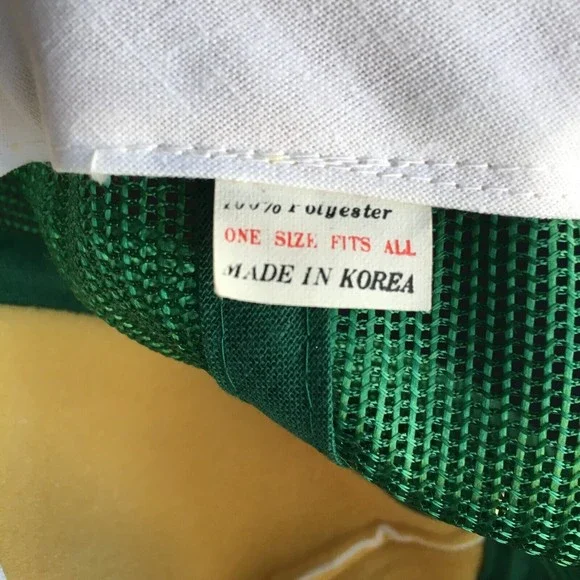 100% Polyester
ONE SIZE FITS ALL
MADE IN KOREA